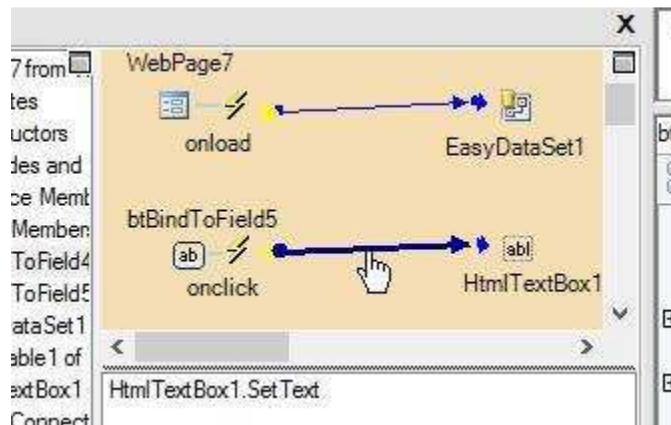 X
7 from
tes
uctors
des and
ce Memb
Member
ToField4
ToField5
ataSet1
able1 of
extBox1
Connect
WebPage7
onload
EasyDataSet1
btBindToField5
ab
onclick
abl
HtmlTextBox1
HtmlTextBox1.SetText